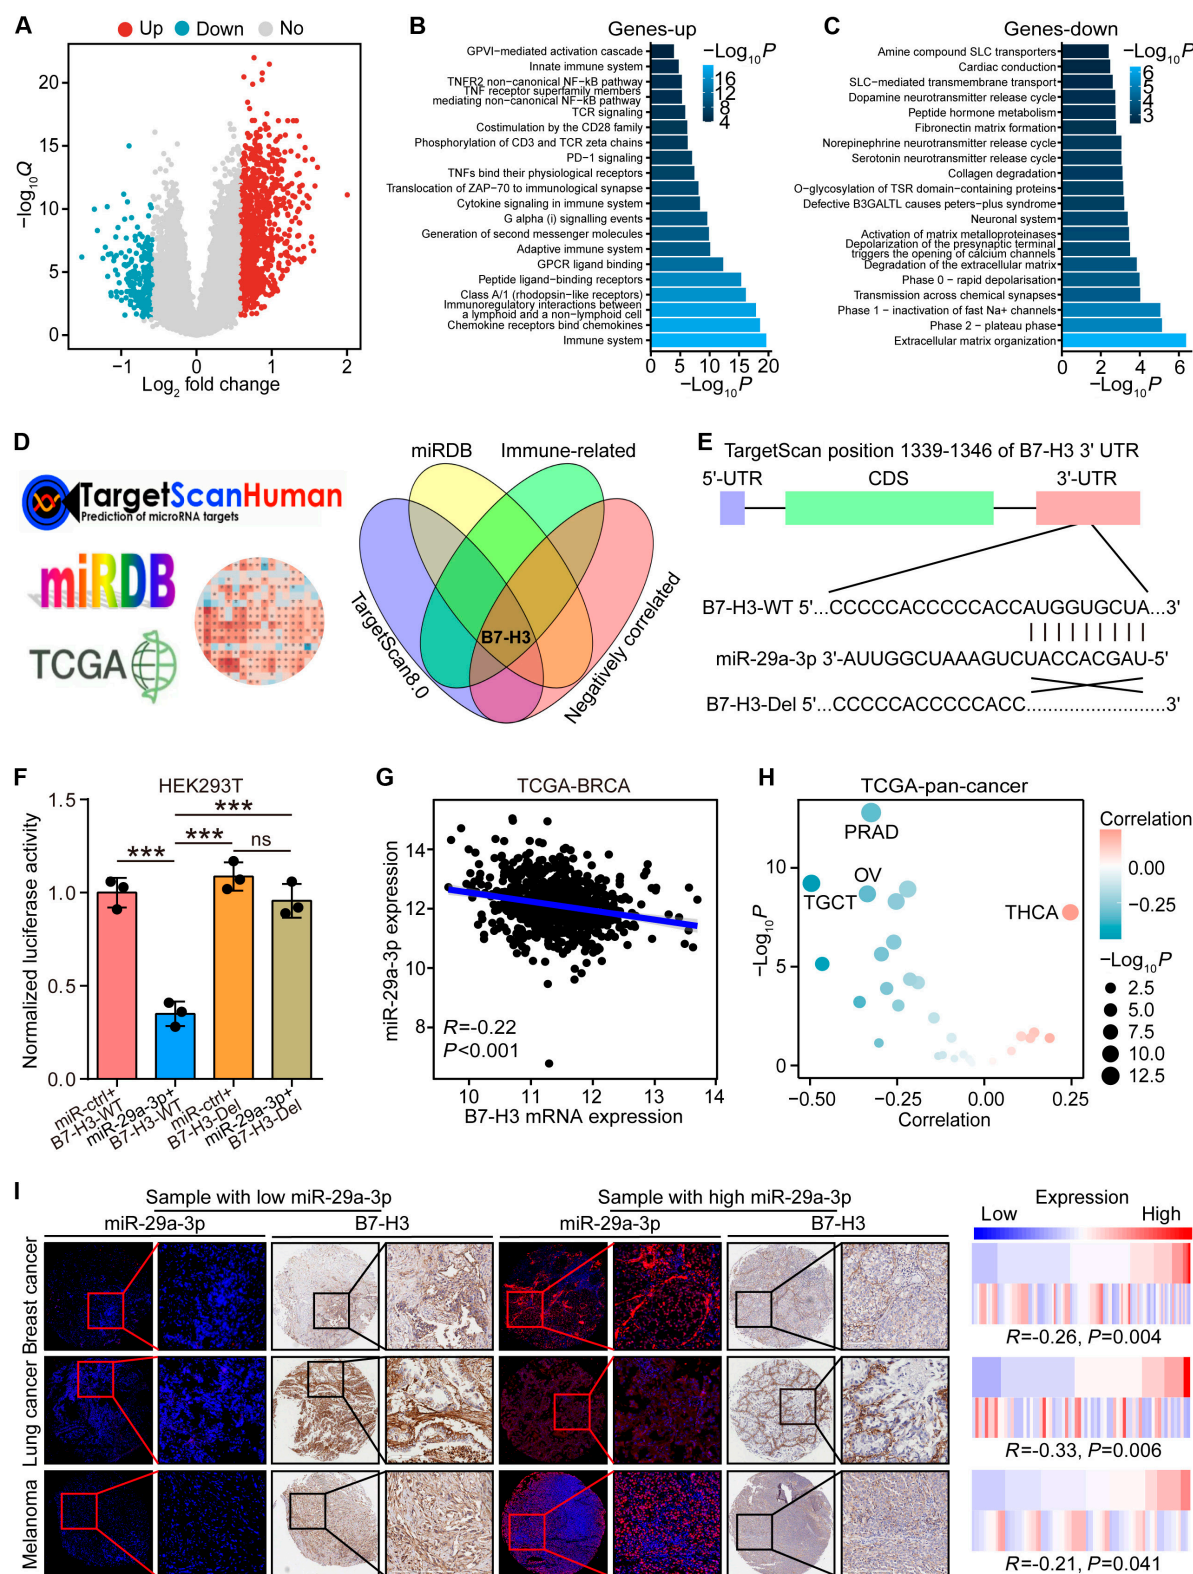 A
Up Down No
−log10Q
20
15
10
5
0
−1 0 1 2
Log2 fold change
B
Genes-up
GPVI−mediated activation cascade
Innate immune system
TNFR2 non−canonical NF−kB pathway
TNF receptor superfamily members
mediating non−canonical NF−kB pathway
TCR signaling
Costimulation by the CD28 family
Phosphorylation of CD3 and TCR zeta chains
PD−1 signaling
TNFs bind their physiological receptors
Translocation of ZAP−70 to immunological synapse
Cytokine signaling in immune system
G alpha (i) signalling events
Generation of second messenger molecules
Adaptive immune system
GPCR ligand binding
Peptide ligand−binding receptors
Class A/1 (rhodopsin−like receptors)
Immunoregulatory interactions between
a lymphoid and a non−lymphoid cell
Chemokine receptors bind chemokines
Immune system
−Log10P
16
12
8
4
0 5 10 15 20
−Log10P
C
Genes-down
Amine compound SLC transporters
Cardiac conduction
SLC−mediated transmembrane transport
Dopamine neurotransmitter release cycle
Peptide hormone metabolism
Fibronectin matrix formation
Norepinephrine neurotransmitter release cycle
Serotonin neurotransmitter release cycle
Collagen degradation
O−glycosylation of TSR domain−containing proteins
Defective B3GALTL causes peters−plus syndrome
Neuronal system
Activation of matrix metalloproteinases
Depolarization of the presynaptic terminal
triggers the opening of calcium channels
Degradation of the extracellular matrix
Phase 0 − rapid depolarisation
Transmission across chemical synapses
Phase 1 − inactivation of fast Na+ channels
Phase 2 − plateau phase
Extracellular matrix organization
−Log10P
6
5
4
3
0 2 4 6
−Log10P
D
TargetScanHuman
Prediction of microRNA targets
miRDB
TCGA
miRDB Immune-related
TargetScan8.0
Negatively correlated
B7-H3
E
TargetScan position 1339-1346 of B7-H3 3' UTR
5'-UTR CDS 3'-UTR
B7-H3-WT 5'...CCCCCACCCCCACCAUGGUGCUA...3'
miR-29a-3p 3'-AUUGGCUAAAGUCUACCACGAU-5'
B7-H3-Del 5'...CCCCCACCCCCACC.........................3'
F
HEK293T
Normalized luciferase activity
1.5
1.0
0.5
0.0
***
***
***
ns
miR-ctrl+
B7-H3-WT
miR-29a-3p+
B7-H3-WT
miR-ctrl+
B7-H3-Del
miR-29a-3p+
B7-H3-Del
G
TCGA-BRCA
miR-29a-3p expression
14
12
10
8
R=-0.22
P<0.001
10 11 12 13 14
B7-H3 mRNA expression
H
TCGA-pan-cancer
−Log10P
10
5
0
PRAD
OV
TGCT
THCA
−0.50 −0.25 0.00 0.25
Correlation
Correlation
0.00
−0.25
−Log10P
2.5
5.0
7.5
10.0
12.5
I
Sample with low miR-29a-3p Sample with high miR-29a-3p
miR-29a-3p B7-H3 miR-29a-3p B7-H3
Breast cancer
Lung cancer
Melanoma
Expression
Low High
R=-0.26, P=0.004
R=-0.33, P=0.006
R=-0.21, P=0.041